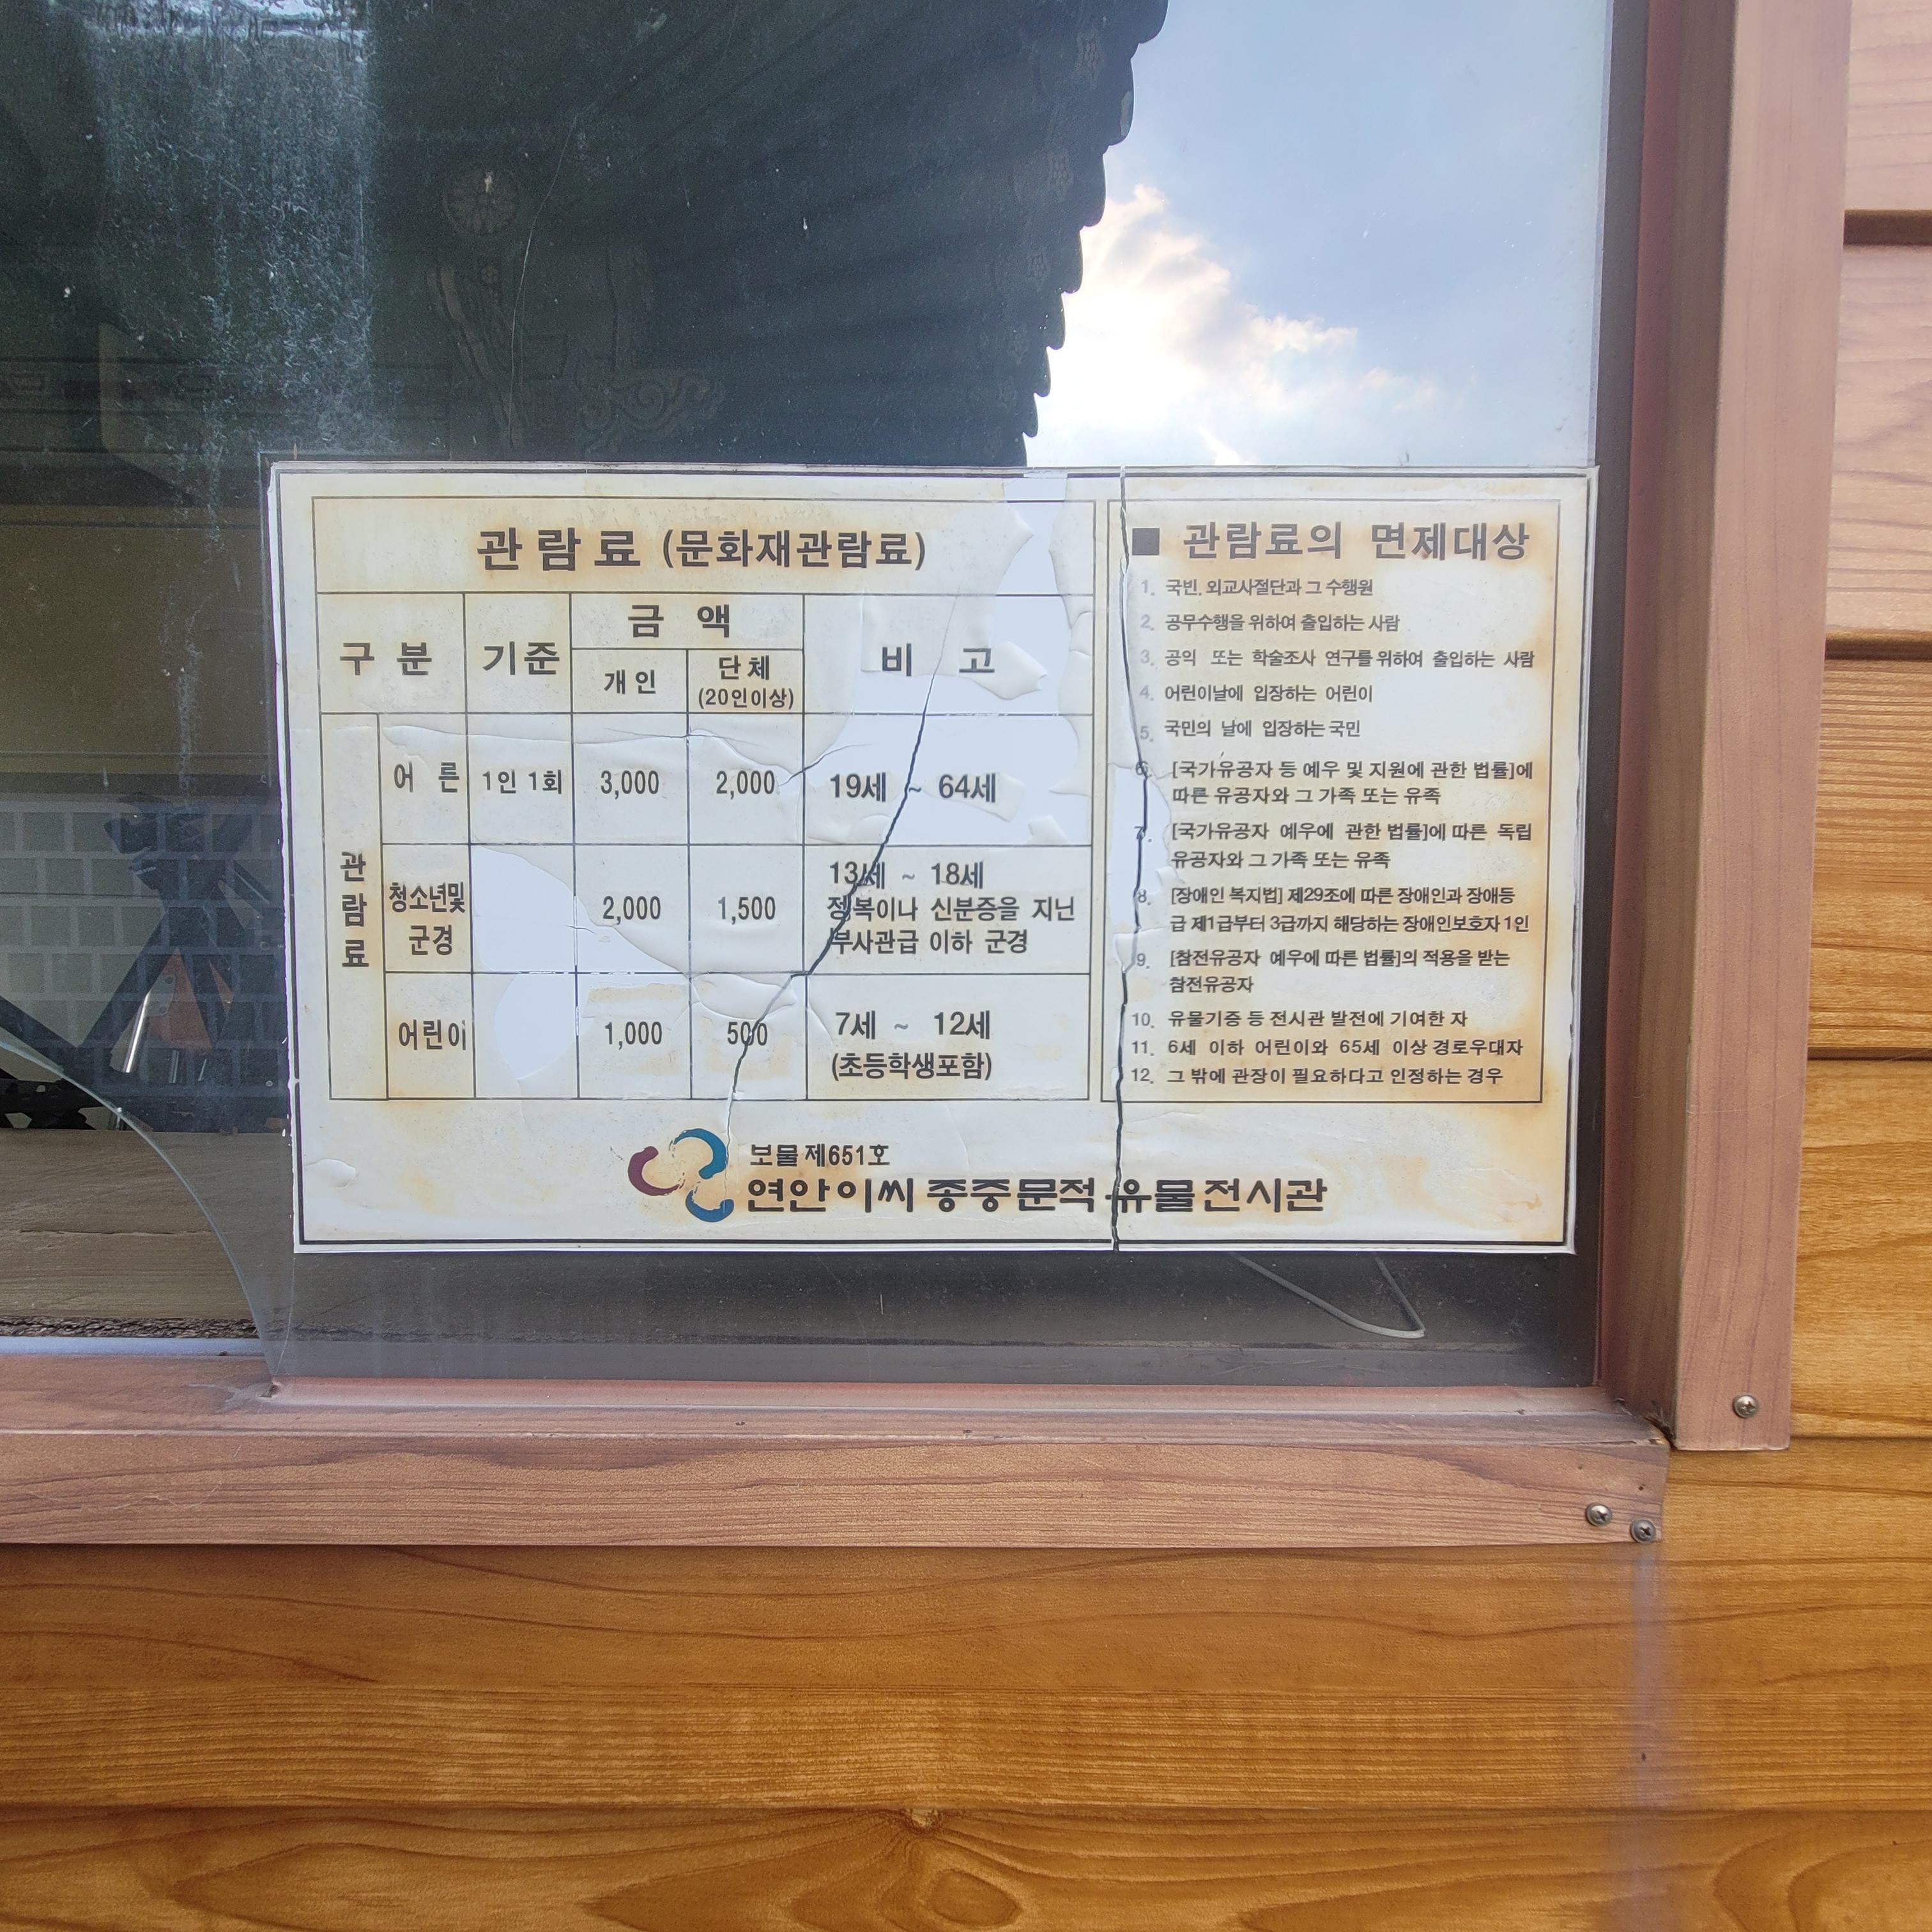 관람료 (문화재관람료)
구 분 기준 금 액 비 고
개인 단체
(20인이상)
관람료
어 른 1인 1회 3,000 2,000 19세 ~ 64세
청소년및
군경
2,000 1,500
13세 ~ 18세
정복이나 신분증을 지닌
부사관급 이하 군경
어린이 1,000 500
7세 ~ 12세
(초등학생포함)
■ 관람료의 면제대상
1. 국빈, 외교사절단과 그 수행원
2. 공무수행을 위하여 출입하는 사람
3. 공익 또는 학술조사 연구를 위하여 출입하는 사람
4. 어린이날에 입장하는 어린이
5. 국민의 날에 입장하는 국민
6. [국가유공자 등 예우 및 지원에 관한 법률]에
따른 유공자와 그 가족 또는 유족
7. [국가유공자 예우에 관한 법률]에 따른 독립
유공자와 그 가족 또는 유족
8. [장애인 복지법] 제29조에 따른 장애인과 장애등
급 제1급부터 3급까지 해당하는 장애인보호자 1인
9. [참전유공자 예우에 따른 법률]의 적용을 받는
참전유공자
10. 유물기증 등 전시관 발전에 기여한 자
11. 6세 이하 어린이와 65세 이상 경로우대자
12. 그 밖에 관장이 필요하다고 인정하는 경우
보물 제651호
연안이씨 종중문적 유물전시관